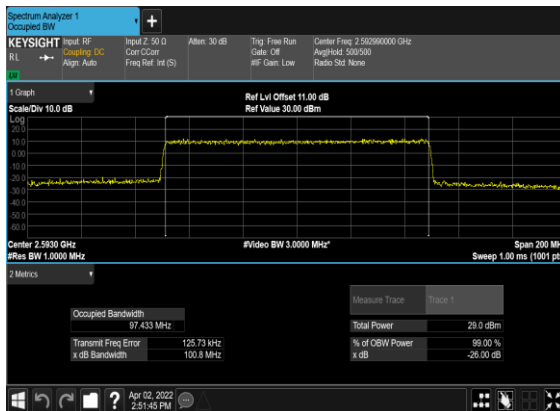 Spectrum Analyzer 1
Occupied BW
KEYSIGHT Input: RF Input Z: 50 Ω Atten: 30 dB Trig: Free Run Center Freq: 2.592990000 GHz
RL Coupling: DC Corr CCorr Gate: Off Avg|Hold: 500/500
Align: Auto Freq Ref: Int (S) #IF Gain: Low Radio Std: None
1 Graph
Ref Lvl Offset 11.00 dB
Scale/Div 10.0 dB Ref Value 30.00 dBm
Log
20.0
10.0
0.00
-10.0
-20.0
-30.0
-40.0
-50.0
-60.0
Center 2.5930 GHz #Video BW 3.0000 MHz* Span 200 MH
#Res BW 1.0000 MHz Sweep 1.00 ms (1001 pt
2 Metrics
Measure Trace Trace 1
Occupied Bandwidth
97.433 MHz
Total Power 29.0 dBm
Transmit Freq Error 125.73 kHz % of OBW Power 99.00 %
x dB Bandwidth 100.8 MHz x dB -26.00 dB
Apr 02, 2022
2:51:45 PM